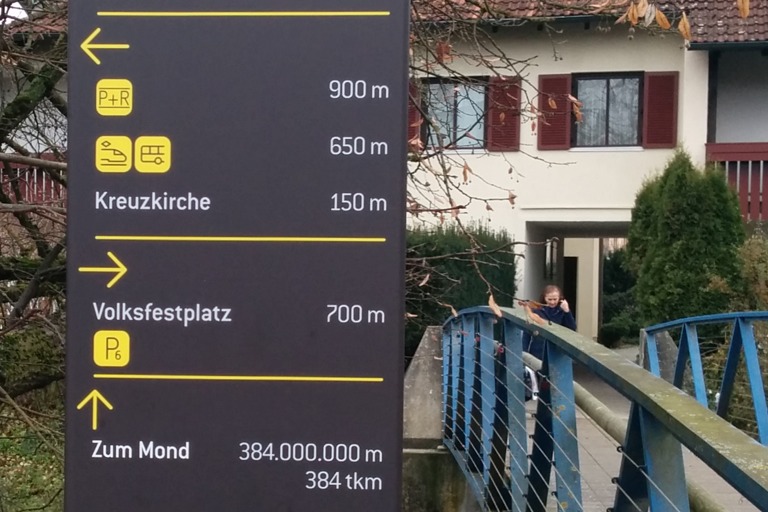 P+R 900 m
650 m
Kreuzkirche 150 m
Volksfestplatz 700 m
P6
Zum Mond 384.000.000 m
384 tkm